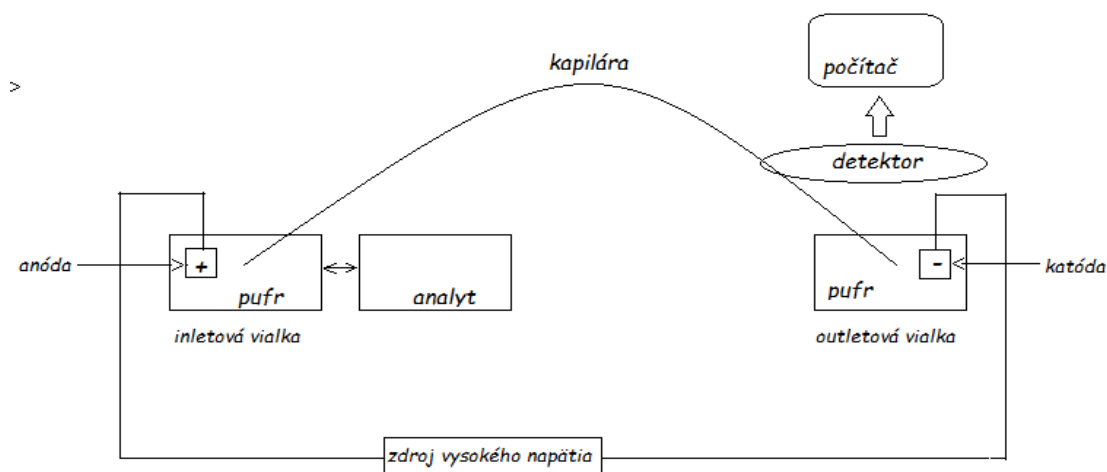 >
kapilára
počítač
detektor
anóda
+
pufr
analyt
pufr
-
katóda
inletová vialka
outletová vialka
zdroj vysokého napätia